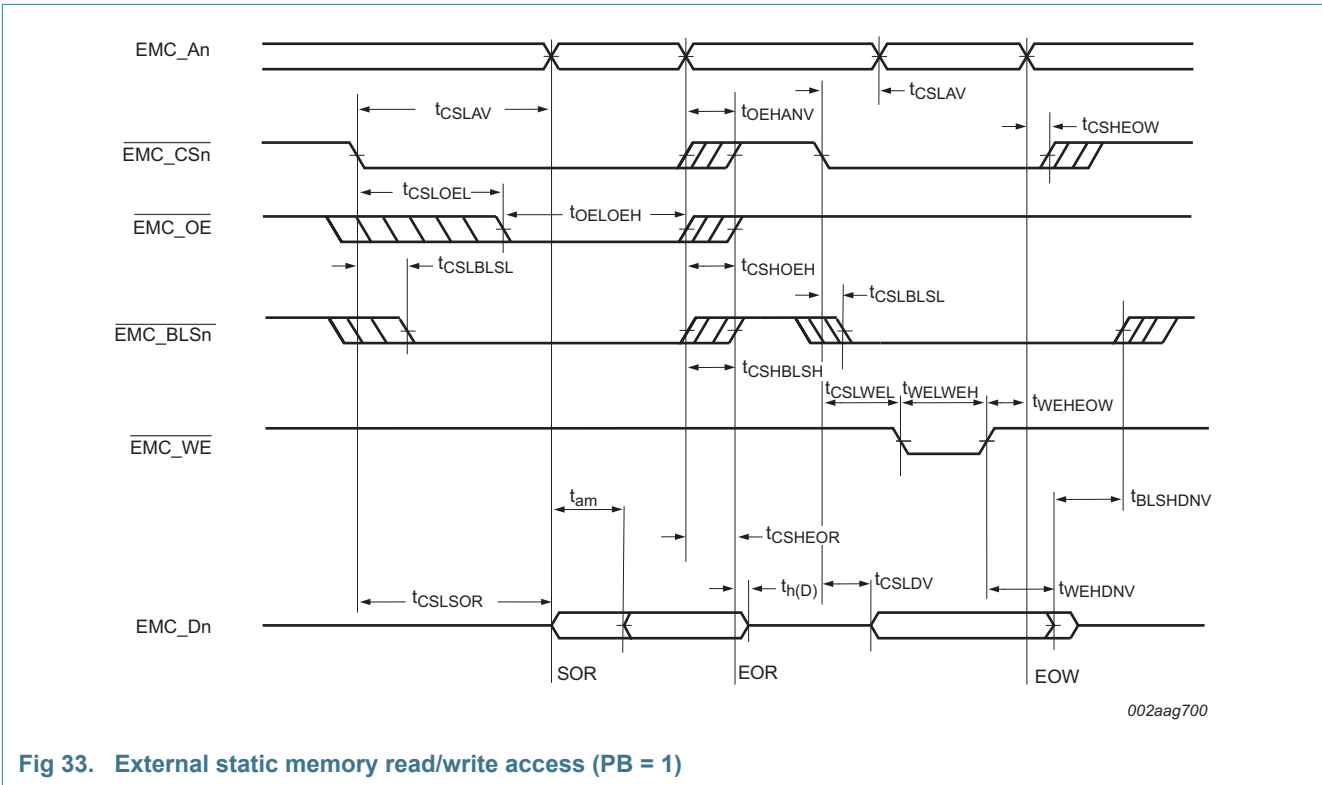 EMC_An
tCSLAV
tOEHANV
tCSLAV
tCSHEOW
EMC_CSn
tCSLOEL
tOELOEH
EMC_OE
tCSLBLSL
tCSHOEH
tCSLBLSL
EMC_BLSn
tCSHBLSH
tCSLWEL
tWELWEH
tWEHEOW
EMC_WE
tam
tBLSHDNV
tCSHEOR
tCSLSOR
th(D)
tCSLDV
tWEHDNV
EMC_Dn
SOR
EOR
EOW
002aag700
Fig 33. External static memory read/write access (PB = 1)